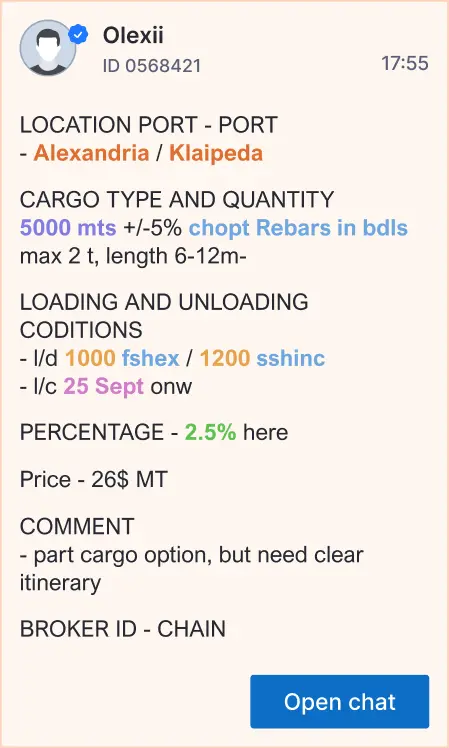 Olexii
ID 0568421
17:55
LOCATION PORT - PORT
- Alexandria / Klaipeda
CARGO TYPE AND QUANTITY
5000 mts +/-5% chopt Rebars in bdls
max 2 t, length 6-12m-
LOADING AND UNLOADING
CODITIONS
- l/d 1000 fshex / 1200 sshinc
- l/c 25 Sept onw
PERCENTAGE - 2.5% here
Price - 26$ MT
COMMENT
- part cargo option, but need clear
itinerary
BROKER ID - CHAIN
Open chat